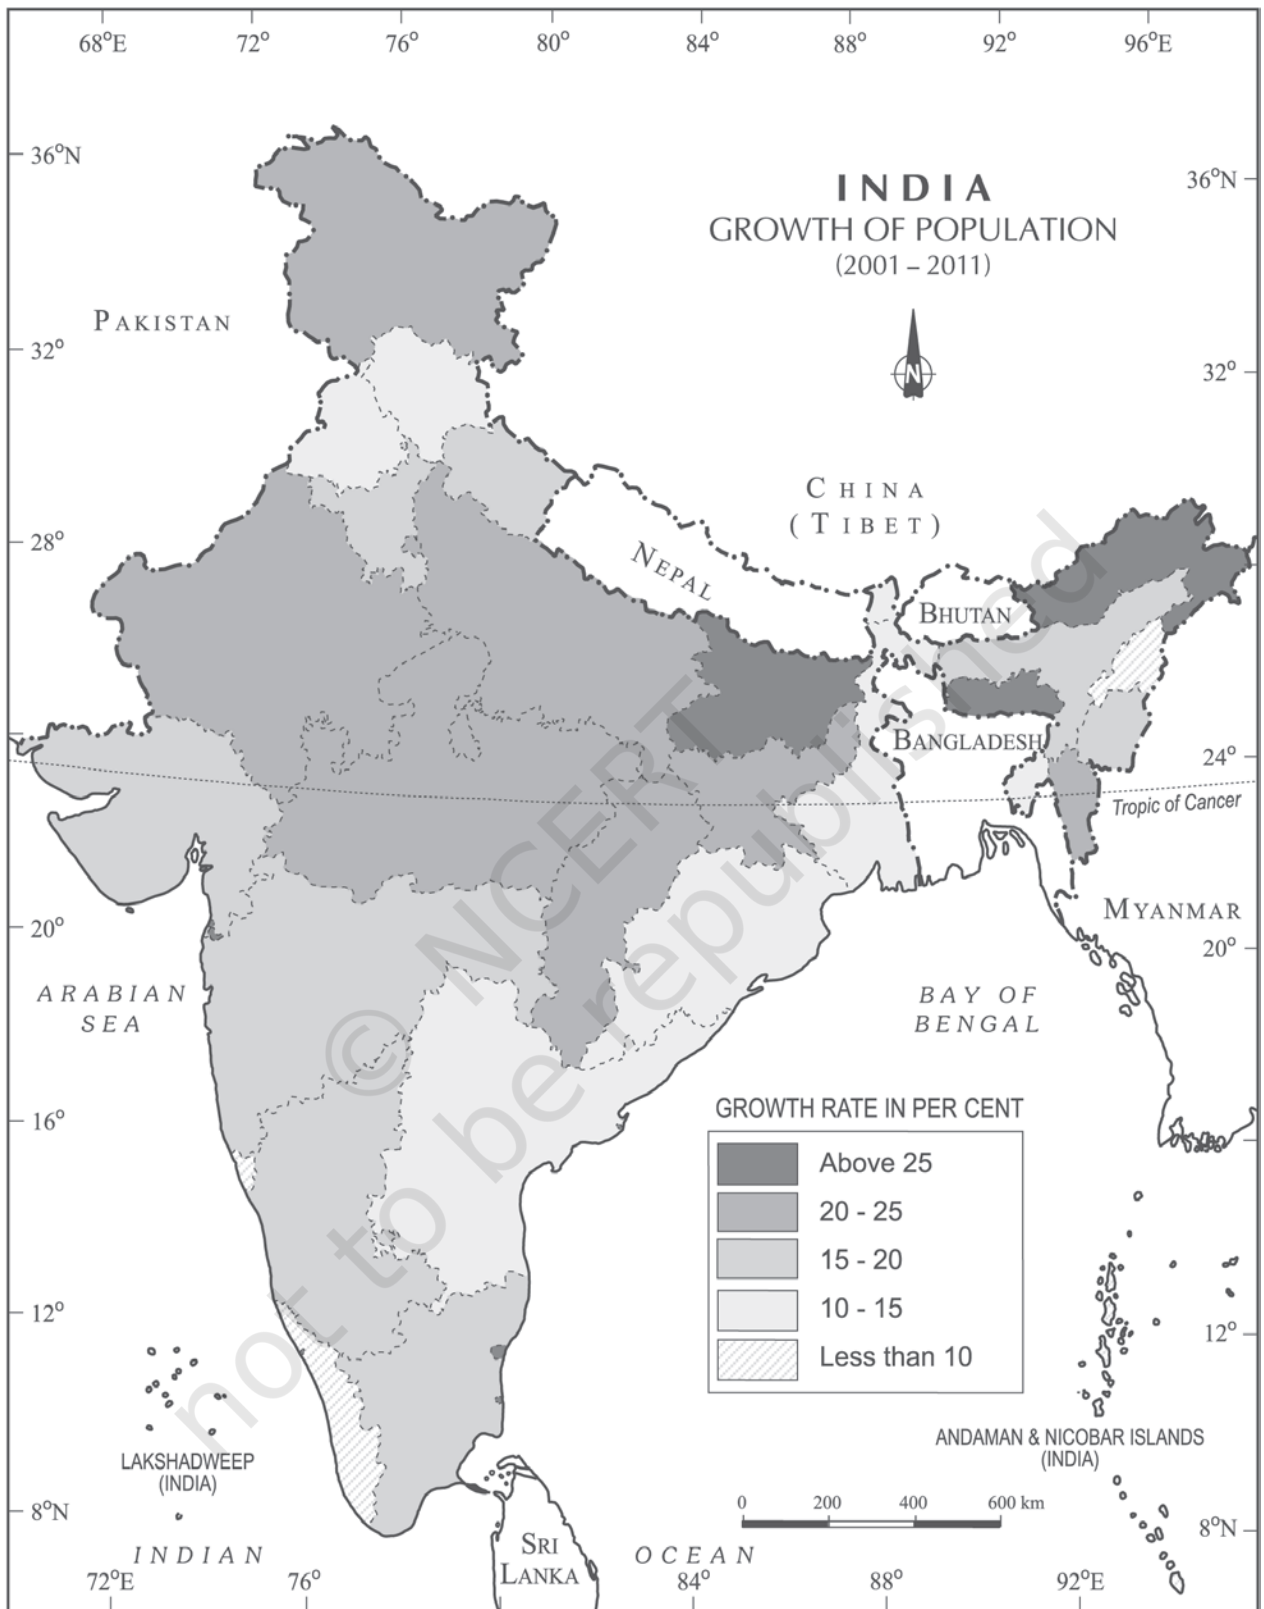 68°E 72° 76° 80° 84° 88° 92° 96°E
36°N
36°N
INDIA
GROWTH OF POPULATION
(2001 – 2011)
N
PAKISTAN
32°
32°
CHINA
(TIBET)
28°
NEPAL
BHUTAN
BANGLADESH
24°
Tropic of Cancer
MYANMAR
20°
20°
ARABIAN
SEA
BAY OF
BENGAL
© NCERT
not to be republished
16°
GROWTH RATE IN PER CENT
Above 25
20 - 25
15 - 20
10 - 15
Less than 10
12°
12°
LAKSHADWEEP
(INDIA)
ANDAMAN & NICOBAR ISLANDS
(INDIA)
0 200 400 600 km
8°N
8°N
SRI
LANKA
INDIAN OCEAN
72°E 76° 84° 88° 92°E